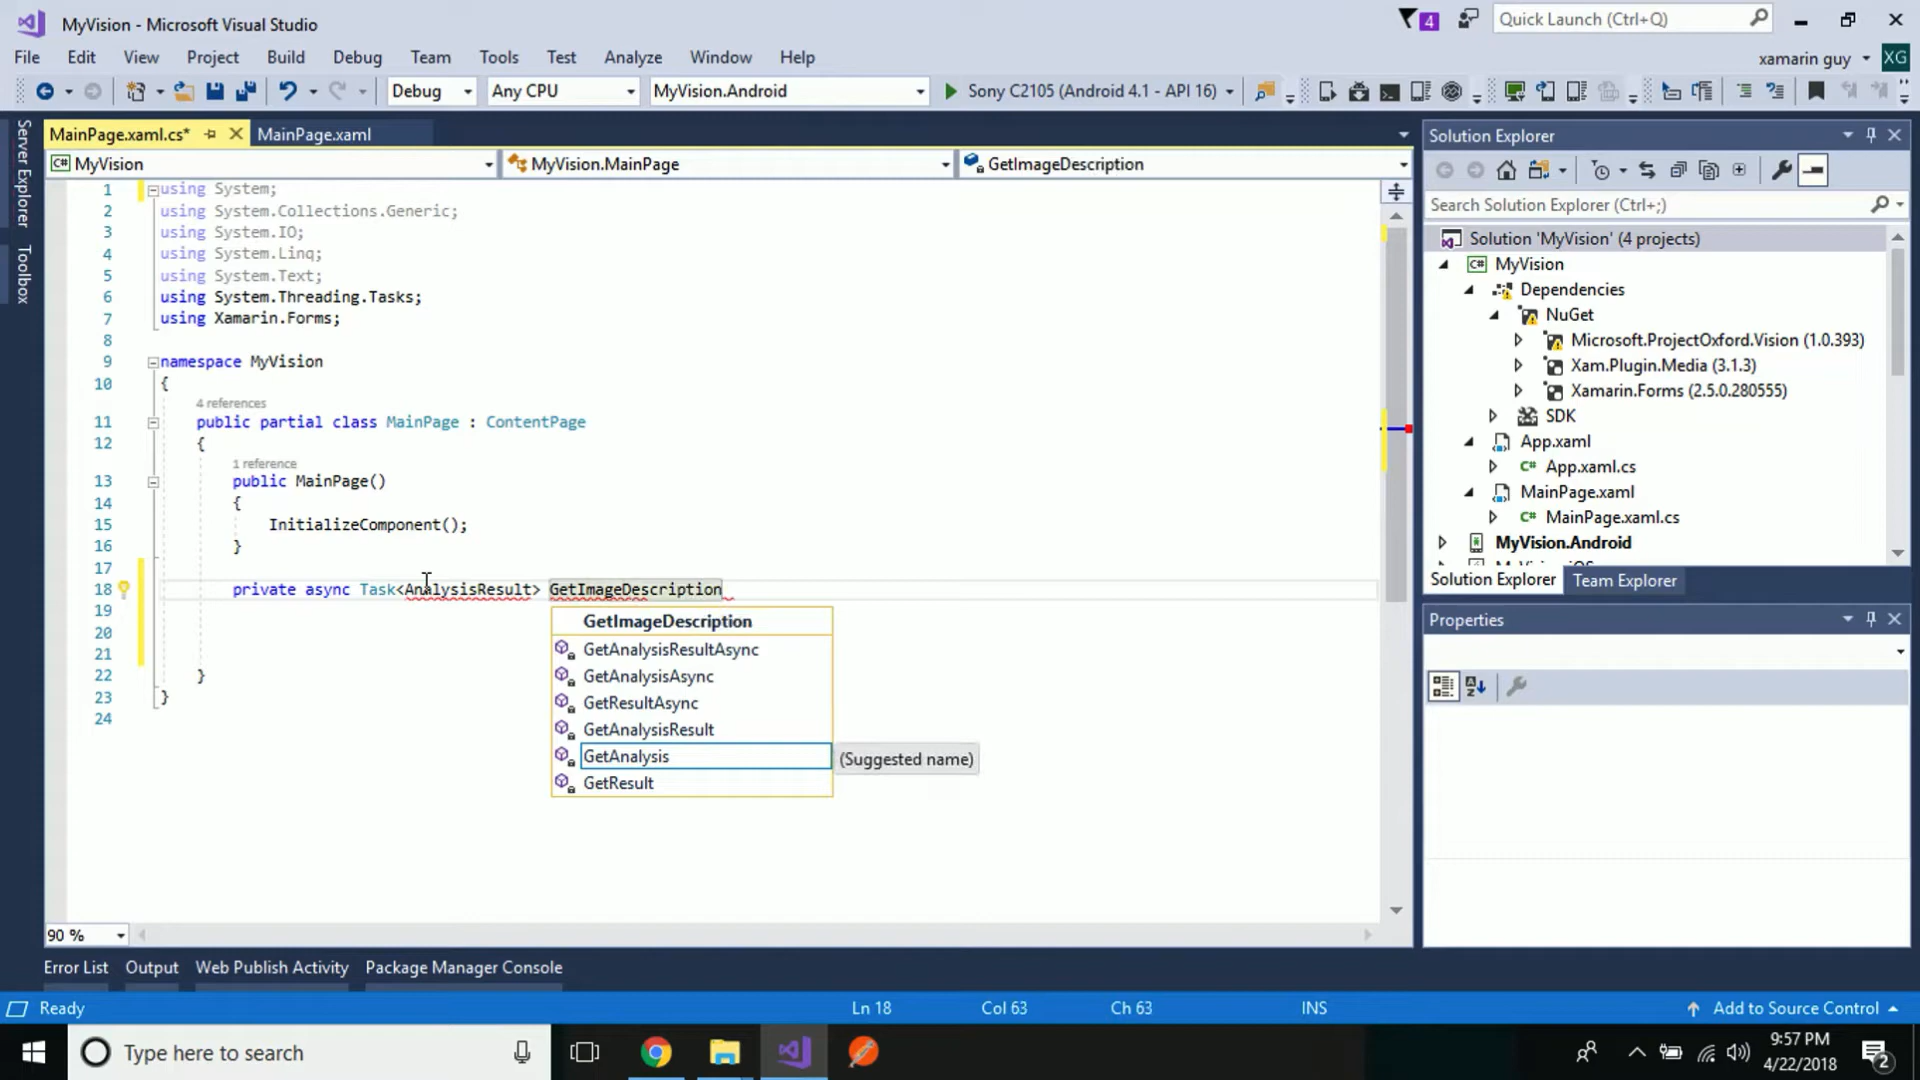 MyVision - Microsoft Visual Studio
4
Quick Launch (Ctrl+Q)
File Edit View Project Build Debug Team Tools Test Analyze Window Help
xamarin guy XG
Debug Any CPU MyVision.Android Sony C2105 (Android 4.1 - API 16)
Server Explorer
Toolbox
MainPage.xaml.cs* MainPage.xaml
C# MyVision MyVision.MainPage GetImageDescription
1 using System;
2 using System.Collections.Generic;
3 using System.IO;
4 using System.Linq;
5 using System.Text;
6 using System.Threading.Tasks;
7 using Xamarin.Forms;
8
9 namespace MyVision
10 {
4 references
11 public partial class MainPage : ContentPage
12 {
1 reference
13 public MainPage()
14 {
15 InitializeComponent();
16 }
17
18 private async Task<AnalysisResult> GetImageDescription
19
20
21
22 }
23 }
24
GetImageDescription
GetAnalysisResultAsync
GetAnalysisAsync
GetResultAsync
GetAnalysisResult
GetAnalysis (Suggested name)
GetResult
90 %
Solution Explorer
Search Solution Explorer (Ctrl+;)
Solution 'MyVision' (4 projects)
C# MyVision
Dependencies
NuGet
Microsoft.ProjectOxford.Vision (1.0.393)
Xam.Plugin.Media (3.1.3)
Xamarin.Forms (2.5.0.280555)
SDK
App.xaml
C# App.xaml.cs
MainPage.xaml
C# MainPage.xaml.cs
MyVision.Android
Solution Explorer Team Explorer
Properties
Error List Output Web Publish Activity Package Manager Console
Ready Ln 18 Col 63 Ch 63 INS Add to Source Control
Type here to search
9:57 PM
4/22/2018
2